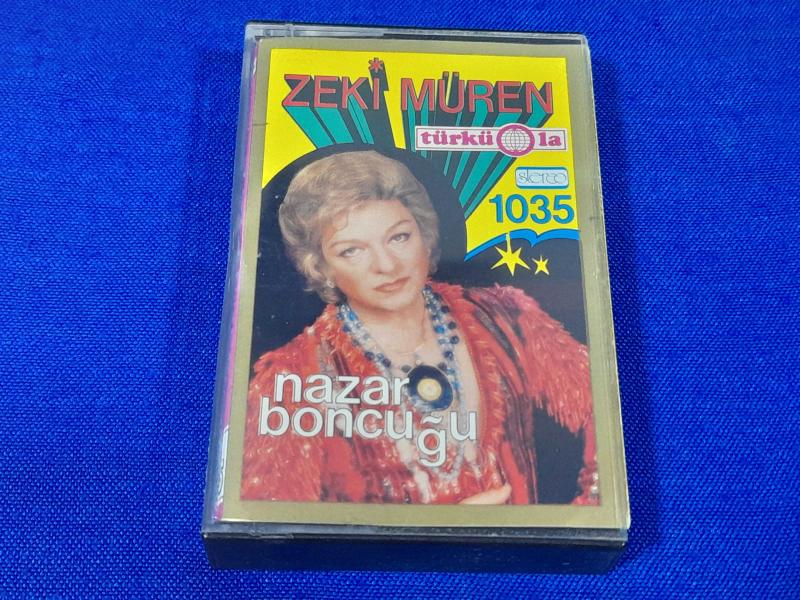 ZEKİ MÜREN
türkü la
stereo
1035
nazar
boncuğu